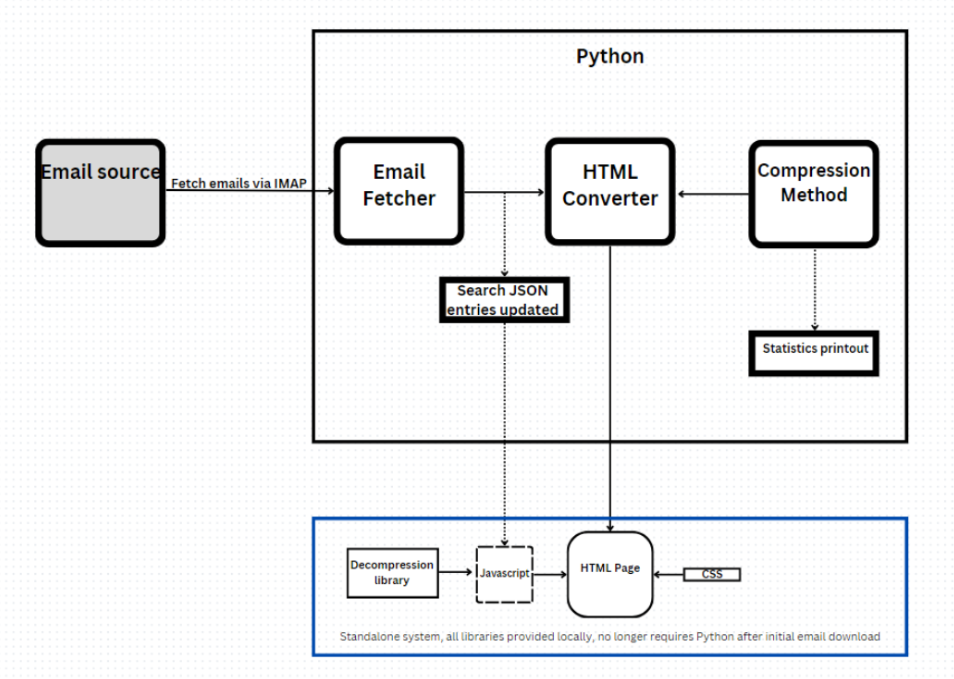 Python
Email source
Fetch emails via IMAP
Email
Fetcher
HTML
Converter
Compression
Method
Search JSON
entries updated
Statistics printout
Decompression
library
Javascript
HTML Page
CSS
Standalone system, all libraries provided locally, no longer requires Python after initial email download